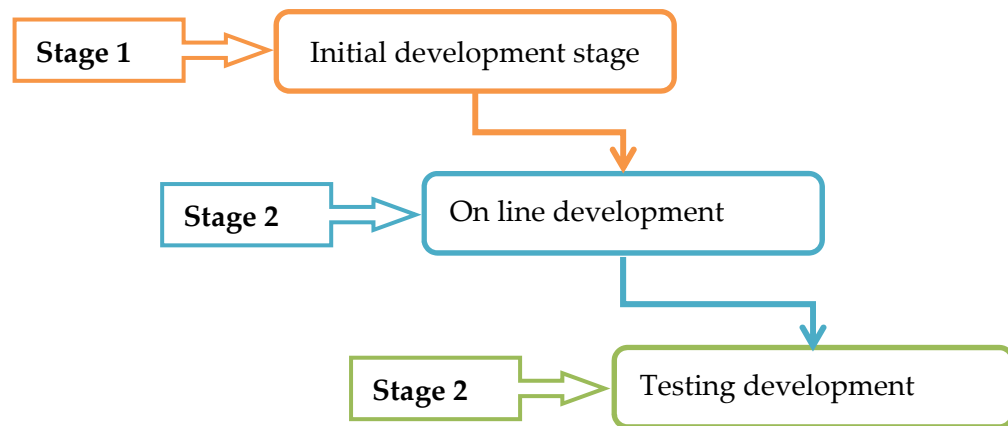 Stage 1
Initial development stage
Stage 2
On line development
Stage 2
Testing development